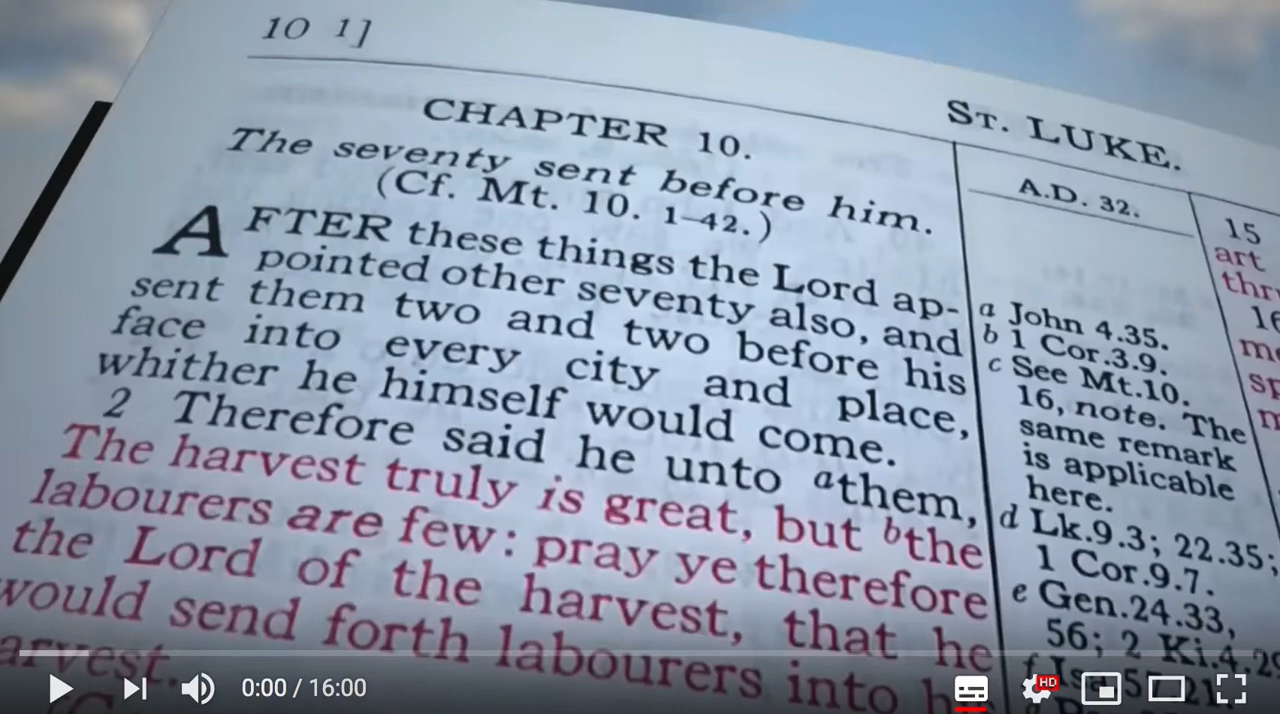 10 1]
ST. LUKE.
CHAPTER 10.
The seventy sent before him.
(Cf. Mt. 10. 1–42.)
AFTER these things the Lord ap-
pointed other seventy also, and
sent them two and two before his
face into every city and place,
whither he himself would come.
2 Therefore said he unto ᵃthem,
The harvest truly is great, but ᵇthe
labourers are few: pray ye therefore
the Lord of the harvest, that he
would send forth labourers into
arvest.
A.D. 32.
a John 4.35.
b 1 Cor.3.9.
c See Mt.10.
16, note. The
same remark
is applicable
here.
d Lk.9.3; 22.35;
1 Cor.9.7.
e Gen.24.33,
56; 2 Ki.4.29
f Isa.57.21.
15
art
thr
16
me
sp
0:00 / 16:00
HD